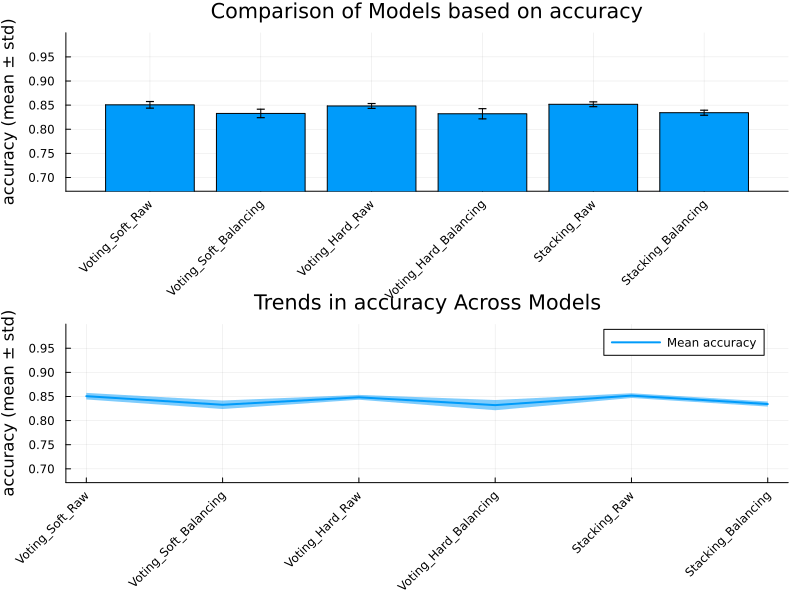 Comparison of Models based on accuracy
accuracy (mean ± std)
0.95
0.90
0.85
0.80
0.75
0.70
Voting_Soft_Raw
Voting_Soft_Balancing
Voting_Hard_Raw
Voting_Hard_Balancing
Stacking_Raw
Stacking_Balancing
Trends in accuracy Across Models
accuracy (mean ± std)
Mean accuracy
0.95
0.90
0.85
0.80
0.75
0.70
Voting_Soft_Raw
Voting_Soft_Balancing
Voting_Hard_Raw
Voting_Hard_Balancing
Stacking_Raw
Stacking_Balancing